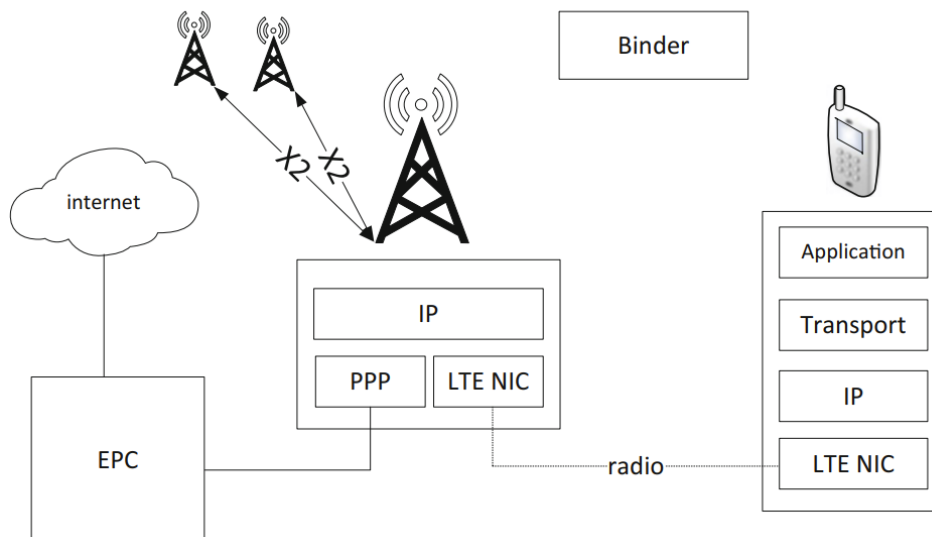 Binder
X2
X2
internet
Application
IP
Transport
PPP
LTE NIC
IP
EPC
radio
LTE NIC